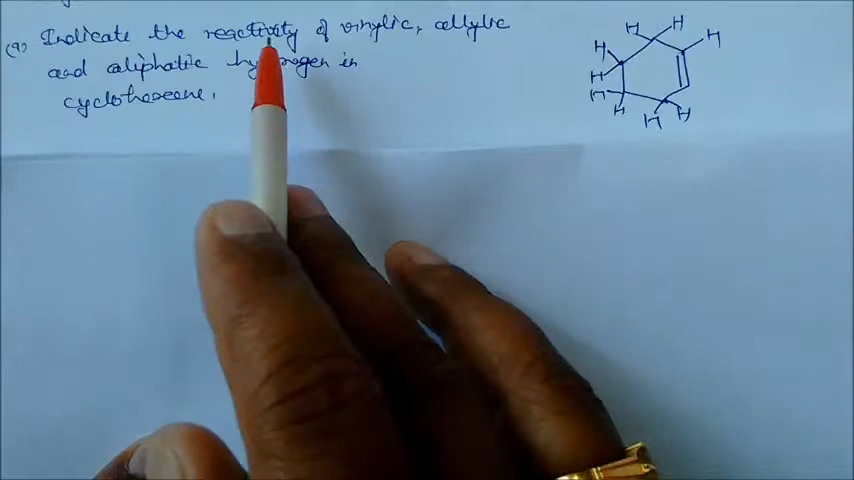 (9) Indicate the reactivity of vinylic, allylic
and aliphatic hydrogen in
cyclohexene.
H H
H H
H
H
H H H